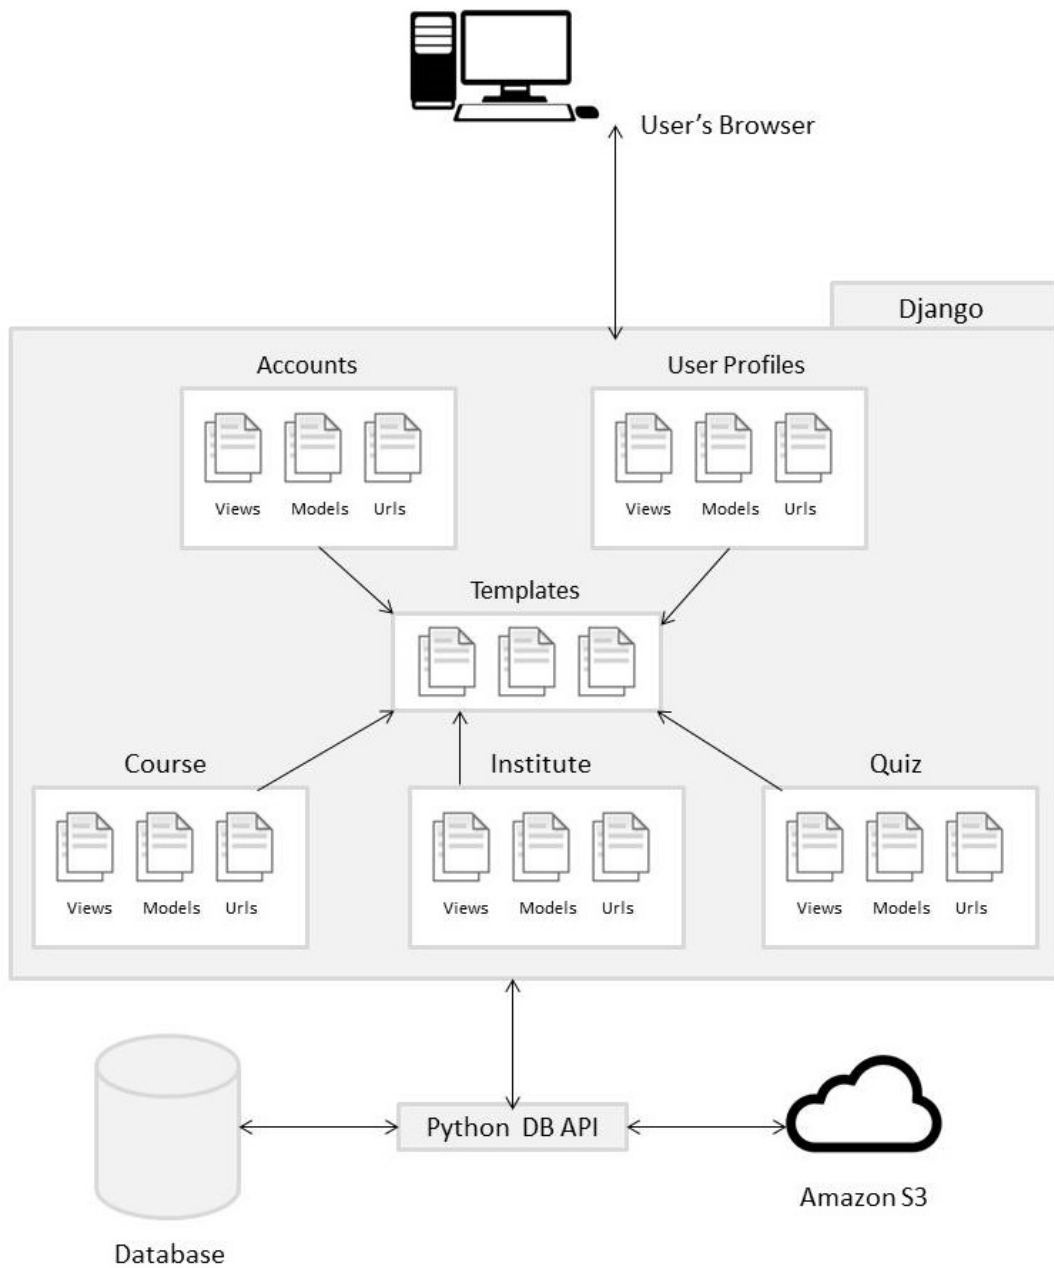 User’s Browser
Django
Accounts
User Profiles
Views Models Urls
Views Models Urls
Templates
Course
Institute
Quiz
Views Models Urls
Views Models Urls
Views Models Urls
Python DB API
Amazon S3
Database